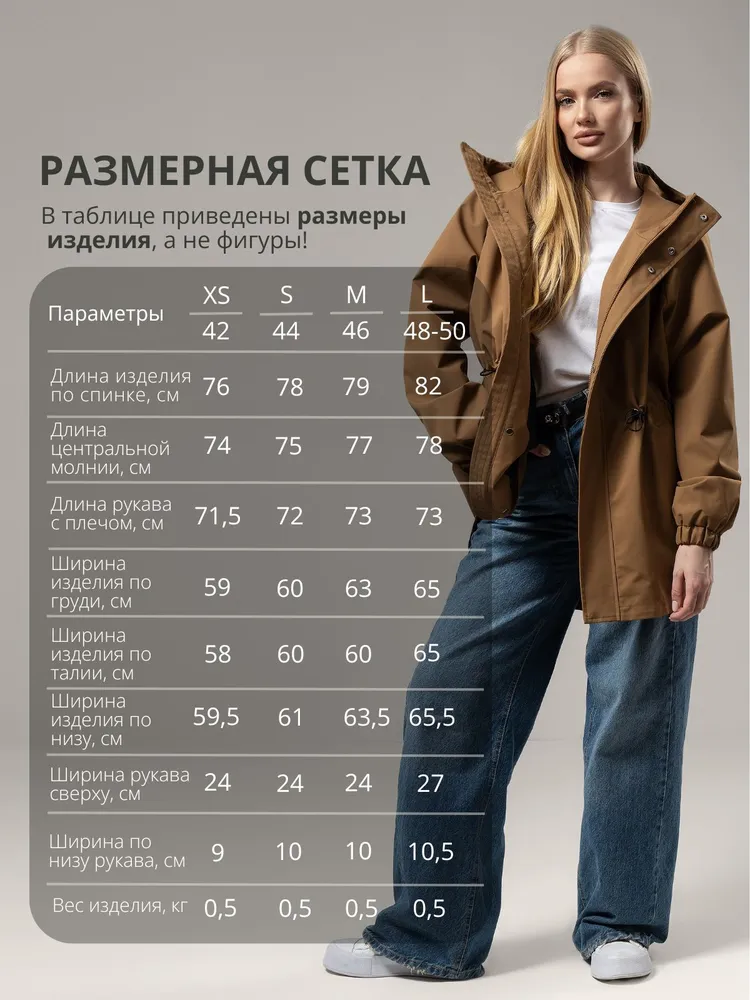 РАЗМЕРНАЯ СЕТКА
В таблице приведены размеры
изделия, а не фигуры!
Параметры XS S M L
42 44 46 48-50
Длина изделия
по спинке, см 76 78 79 82
Длина
центральной
молнии, см 74 75 77 78
Длина рукава
с плечом, см 71,5 72 73 73
Ширина
изделия по
груди, см 59 60 63 65
Ширина
изделия по
талии, см 58 60 60 65
Ширина
изделия по
низу, см 59,5 61 63,5 65,5
Ширина рукава
сверху, см 24 24 24 27
Ширина по
низу рукава, см 9 10 10 10,5
Вес изделия, кг 0,5 0,5 0,5 0,5